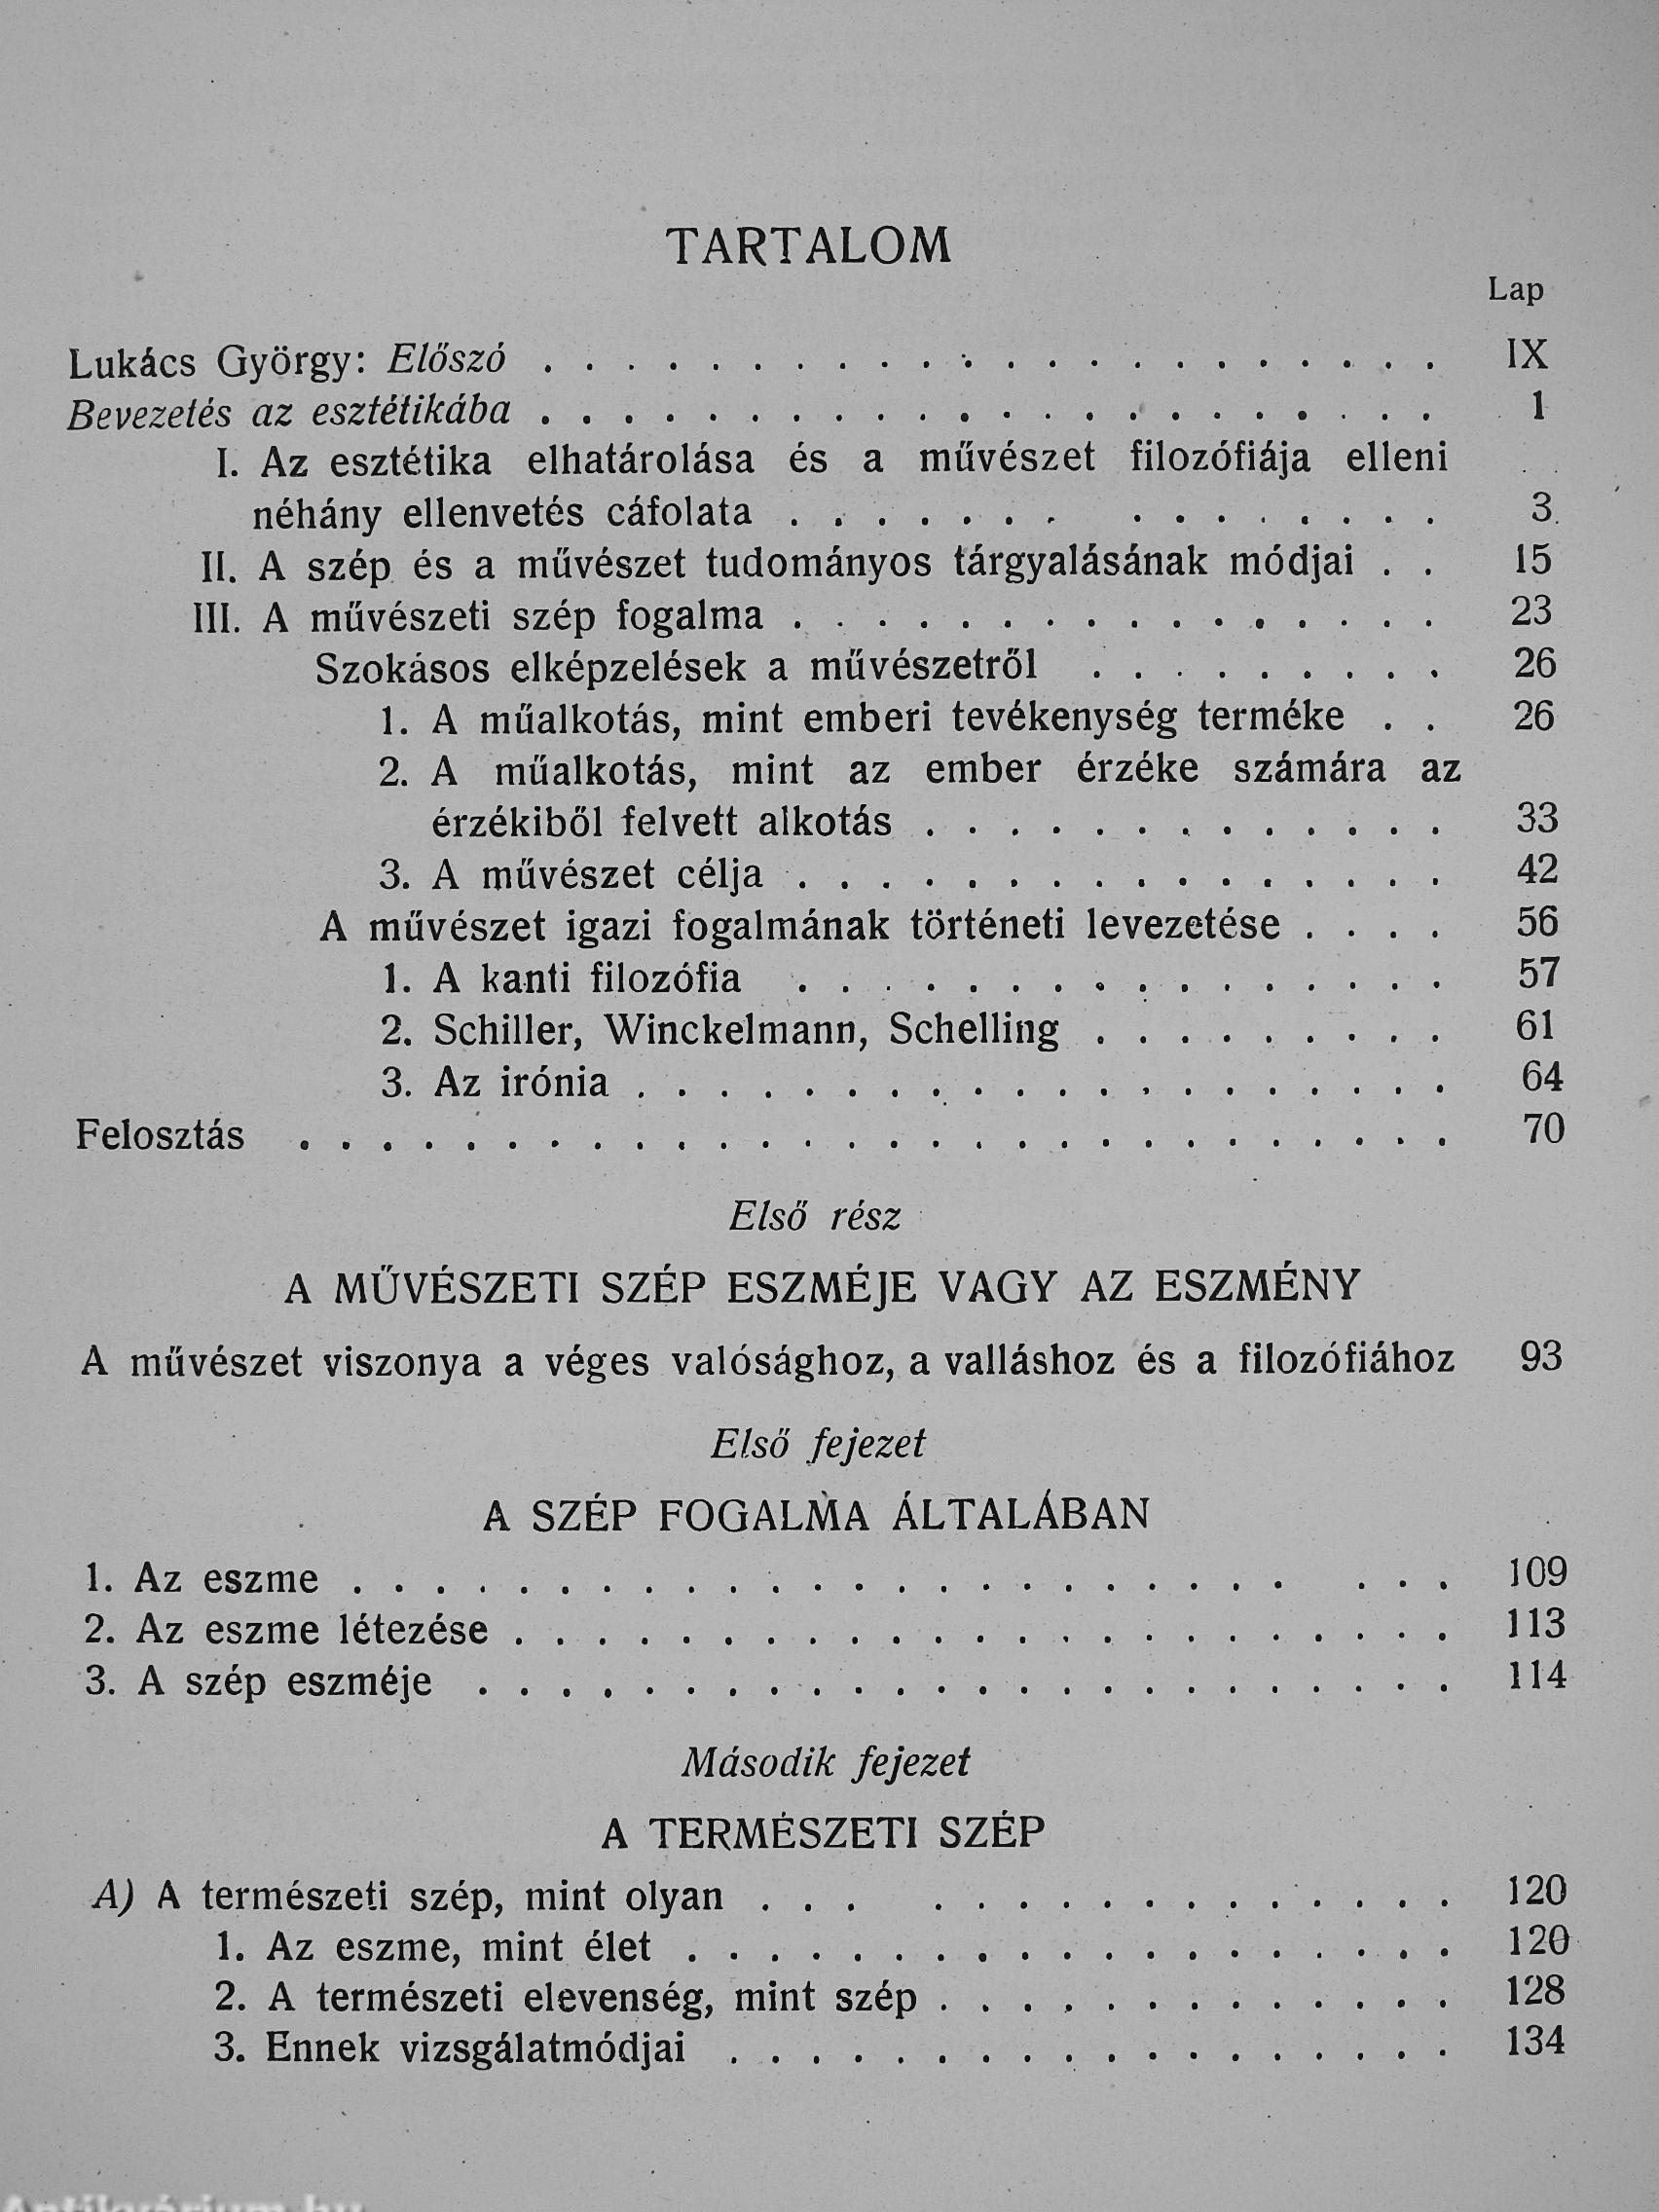 TARTALOM
Lap
Lukács György: Előszó . . . . . . . . . . . . . . . . . . . . . . IX
Bevezetés az esztétikába . . . . . . . . . . . . . . . . . . . . . . 1
I. Az esztétika elhatárolása és a művészet filozófiája elleni
néhány ellenvetés cáfolata . . . . . . . . . . . . . . . 3
II. A szép és a művészet tudományos tárgyalásának módjai . . 15
III. A művészeti szép fogalma . . . . . . . . . . . . . . . . 23
Szokásos elképzelések a művészetről . . . . . . . . . 26
1. A műalkotás, mint emberi tevékenység terméke . . 26
2. A műalkotás, mint az ember érzéke számára az
érzékiből felvett alkotás . . . . . . . . . . . . . 33
3. A művészet célja . . . . . . . . . . . . . . . . 42
A művészet igazi fogalmának történeti levezetése . . . . 56
1. A kanti filozófia . . . . . . . . . . . . . . . . 57
2. Schiller, Winckelmann, Schelling . . . . . . . . . 61
3. Az irónia . . . . . . . . . . . . . . . . . . . . 64
Felosztás . . . . . . . . . . . . . . . . . . . . . . . . . . . . 70
Első rész
A MŰVÉSZETI SZÉP ESZMÉJE VAGY AZ ESZMÉNY
A művészet viszonya a véges valósághoz, a valláshoz és a filozófiához 93
Első fejezet
A SZÉP FOGALMA ÁLTALÁBAN
1. Az eszme . . . . . . . . . . . . . . . . . . . . . . . . . . 109
2. Az eszme létezése . . . . . . . . . . . . . . . . . . . . . . . 113
3. A szép eszméje . . . . . . . . . . . . . . . . . . . . . . . . 114
Második fejezet
A TERMÉSZETI SZÉP
A) A természeti szép, mint olyan . . . . . . . . . . . . . . . . 120
1. Az eszme, mint élet . . . . . . . . . . . . . . . . . . . 120
2. A természeti elevenség, mint szép . . . . . . . . . . . . . 128
3. Ennek vizsgálatmódjai . . . . . . . . . . . . . . . . . . 134
Antikvárium.hu